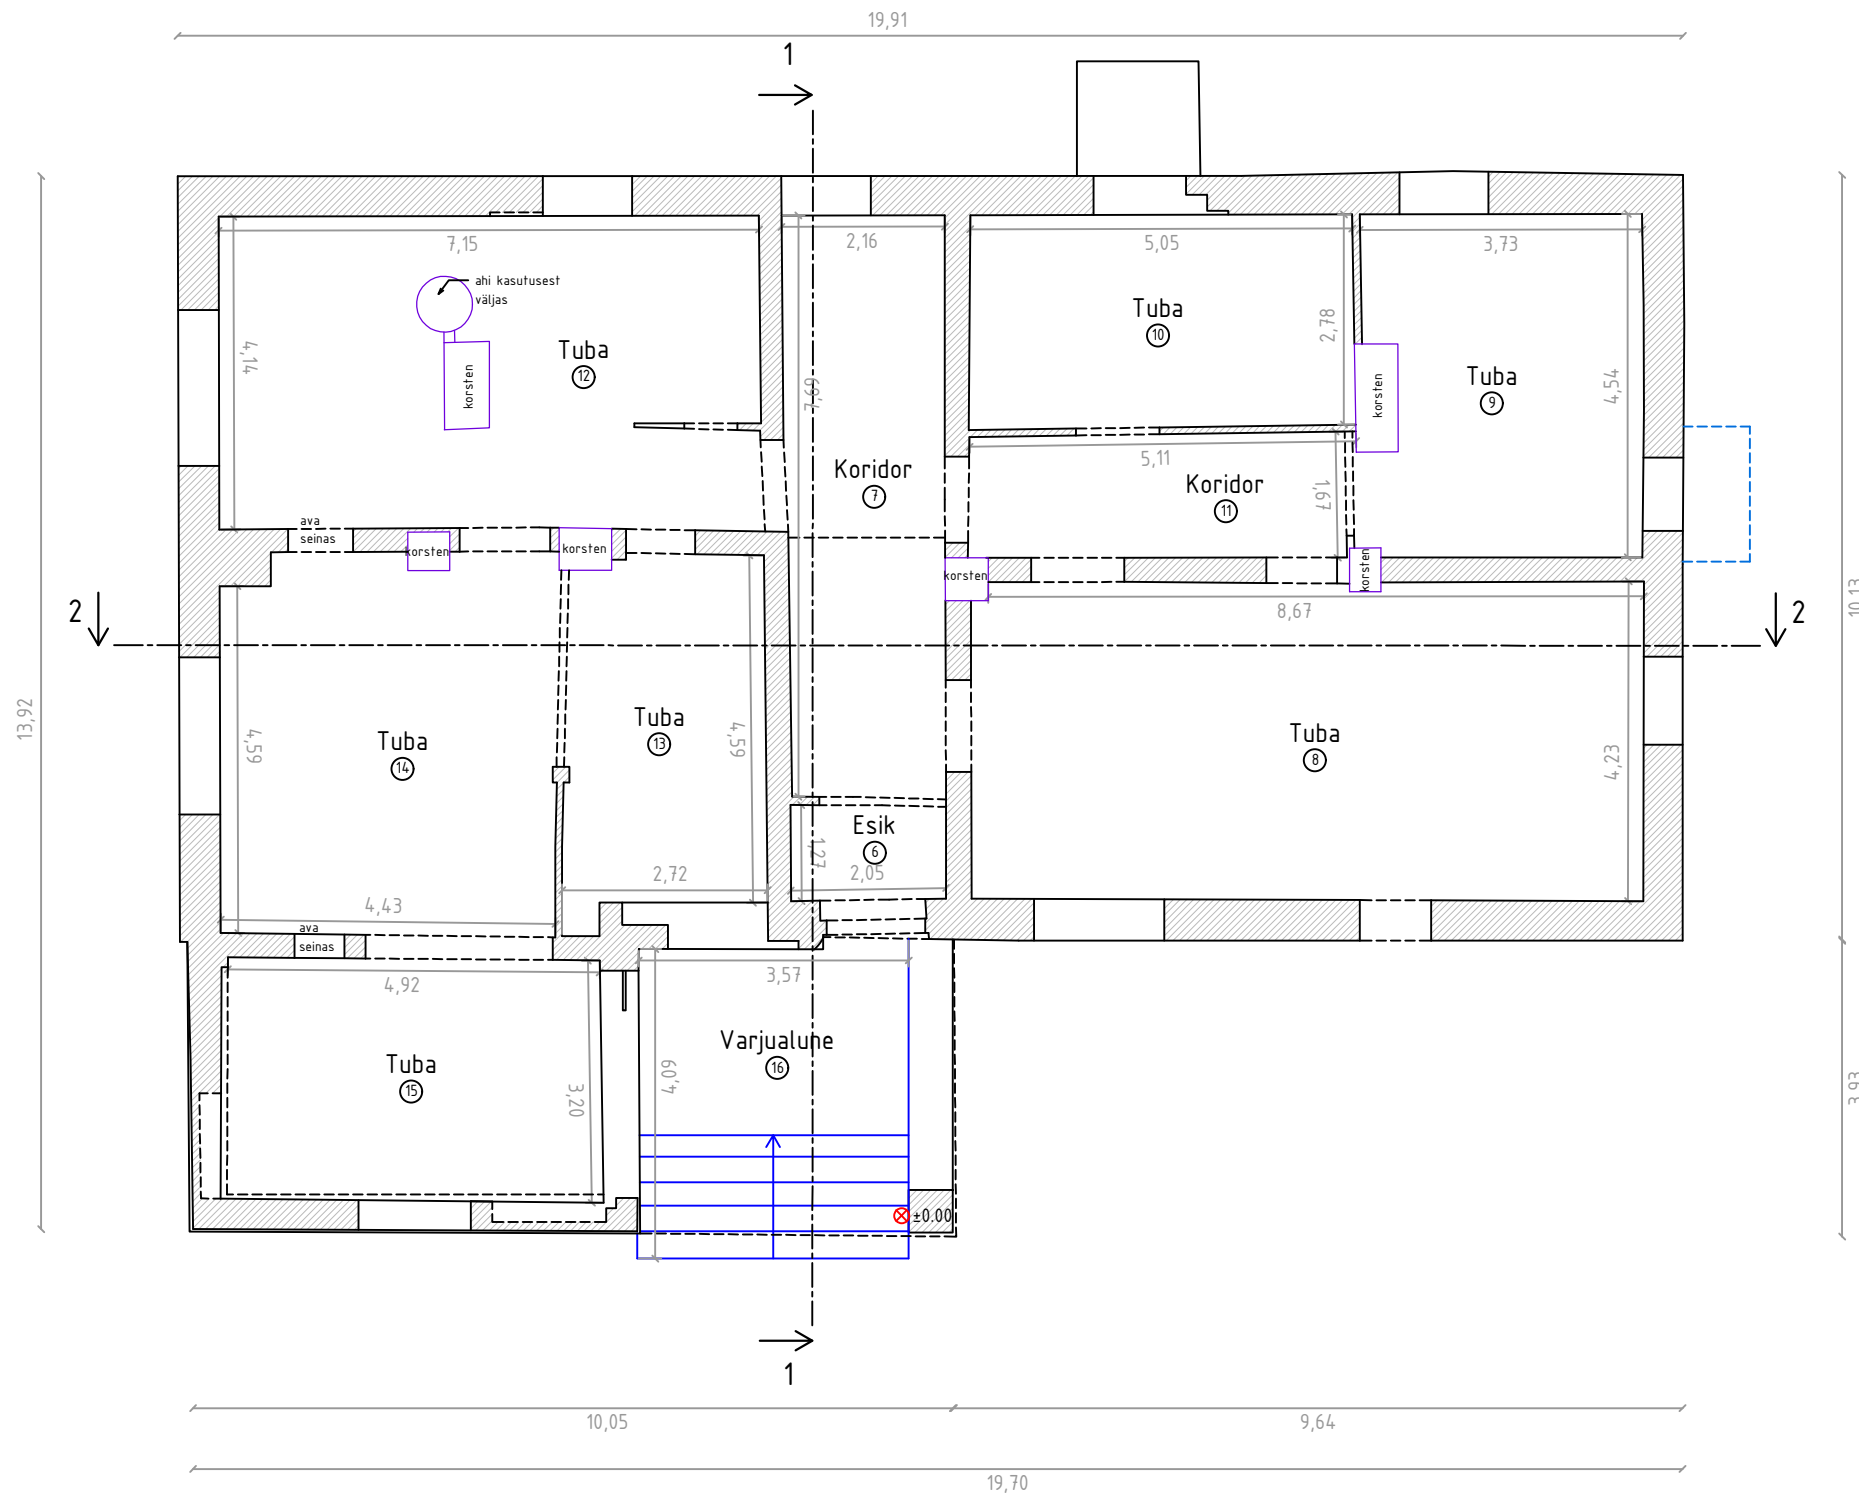 19,91
1
7,15
2,16
5,05
3,73
ahi kasutusest
väljas
korsten
Tuba
12
4,14
7,69
Tuba
10
2,78
Tuba
9
korsten
4,54
Koridor
7
5,11
Koridor
11
1,67
ava
seinas
korsten
korsten
korsten
korsten
8,67
2
2
10,13
13,92
Tuba
14
4,59
Tuba
13
4,59
Tuba
8
4,23
Esik
6
1,27
2,05
2,72
4,43
ava
seinas
4,92
3,57
Tuba
15
3,20
Varjualune
16
4,09
3,93
±0.00
1
10,05
9,64
19,70